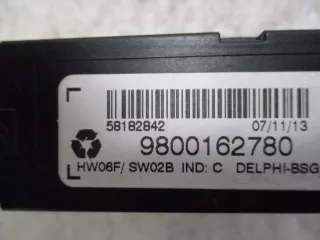 58182842 07/11/13
9800162780
HW06F/ SW02B IND: C DELPHI-BSG